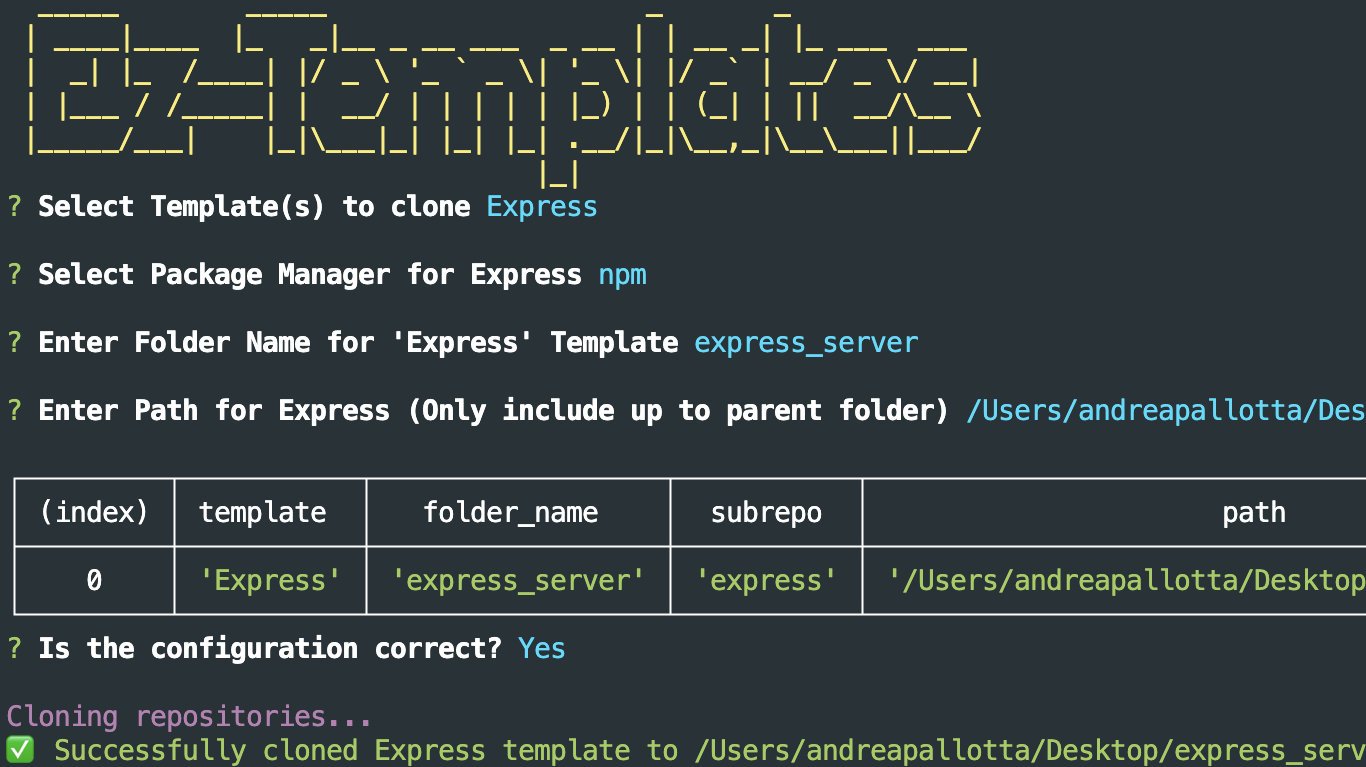 Ez-Templates
? Select Template(s) to clone Express
? Select Package Manager for Express npm
? Enter Folder Name for 'Express' Template express_server
? Enter Path for Express (Only include up to parent folder) /Users/andreapallotta/Des
(index) template folder_name subrepo path
0 'Express' 'express_server' 'express' '/Users/andreapallotta/Desktop
? Is the configuration correct? Yes
Cloning repositories...
✅ Successfully cloned Express template to /Users/andreapallotta/Desktop/express_serv